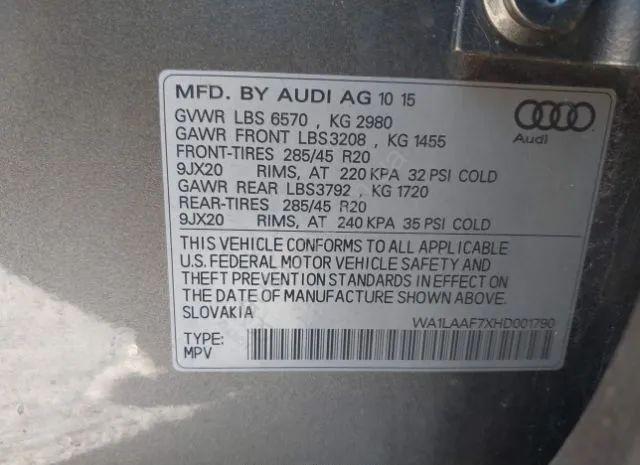 MFD. BY AUDI AG 10 15
GVWR LBS 6570 , KG 2980
GAWR FRONT LBS3208 , KG 1455
FRONT-TIRES 285/45 R20
9JX20 RIMS, AT 220 KPA 32 PSI COLD
GAWR REAR LBS3792 , KG 1720
REAR-TIRES 285/45 R20
9JX20 RIMS, AT 240 KPA 35 PSI COLD
Audi
THIS VEHICLE CONFORMS TO ALL APPLICABLE
U.S. FEDERAL MOTOR VEHICLE SAFETY AND
THEFT PREVENTION STANDARDS IN EFFECT ON
THE DATE OF MANUFACTURE SHOWN ABOVE.
SLOVAKIA
WA1LAAF7XHD001790
TYPE:
MPV